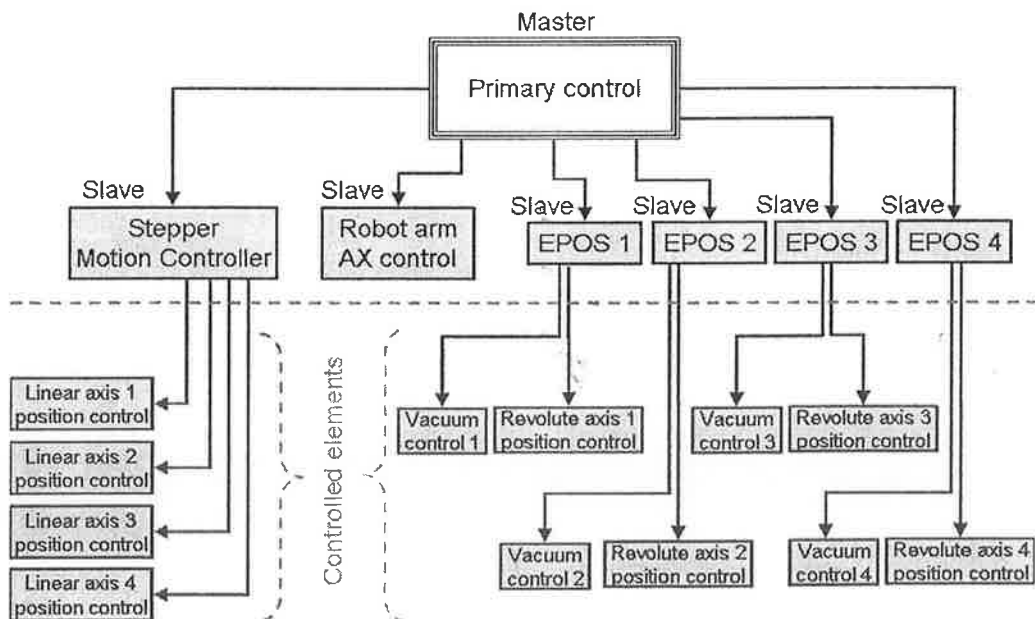 Master
Primary control
Slave
Stepper
Motion Controller
Slave
Robot arm
AX control
Slave
EPOS 1
Slave
EPOS 2
Slave
EPOS 3
Slave
EPOS 4
Controlled elements
Linear axis 1
position control
Linear axis 2
position control
Linear axis 3
position control
Linear axis 4
position control
Vacuum
control 1
Revolute axis 1
position control
Vacuum
control 3
Revolute axis 3
position control
Vacuum
control 2
Revolute axis 2
position control
Vacuum
control 4
Revolute axis 4
position control